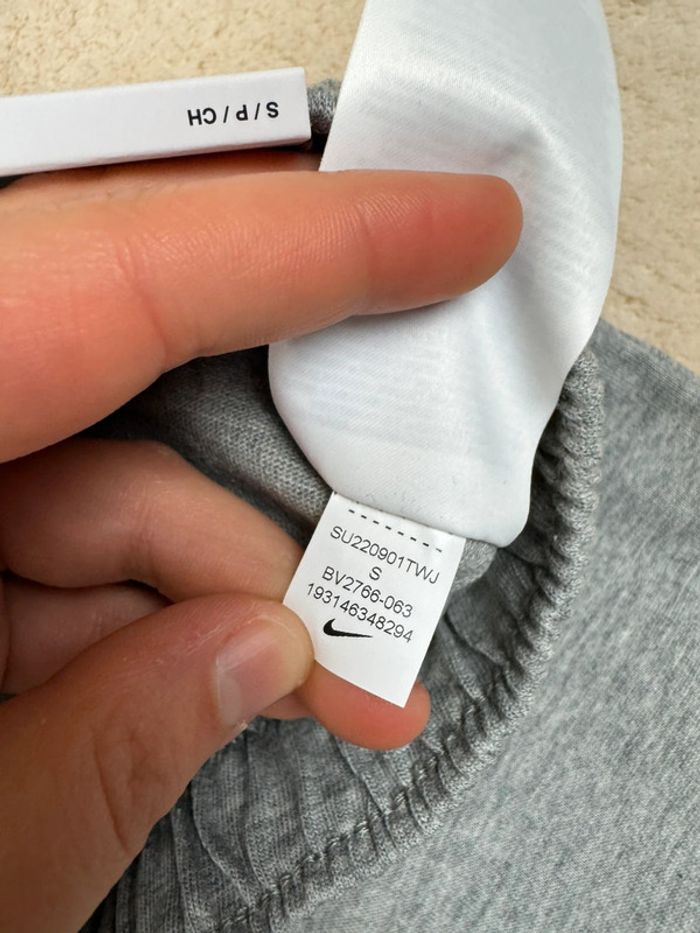 S / P / CH
SU220901TWJ
S
BV2766-063
193146348294